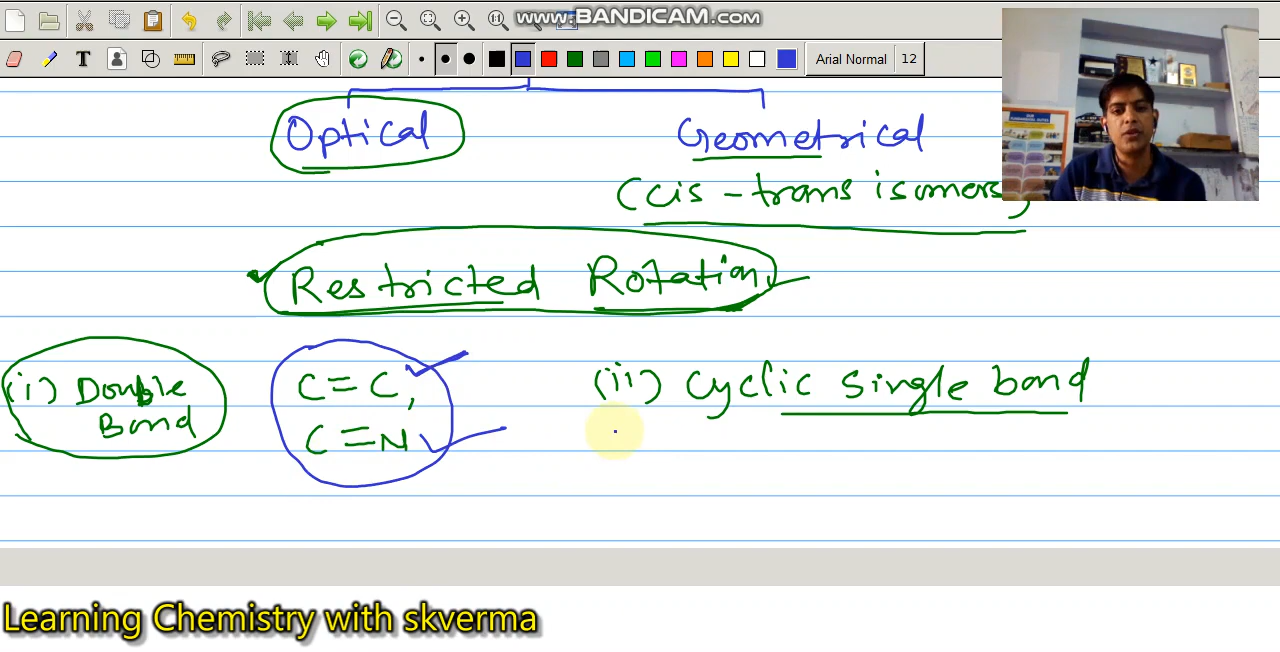 www.BANDICAM.com
T
Arial Normal 12
Optical Geometrical
(cis - trans isomers)
Restricted Rotation
(i) Double C=C, (ii) Cyclic Single bond
Bond C=N
Learning Chemistry with skverma